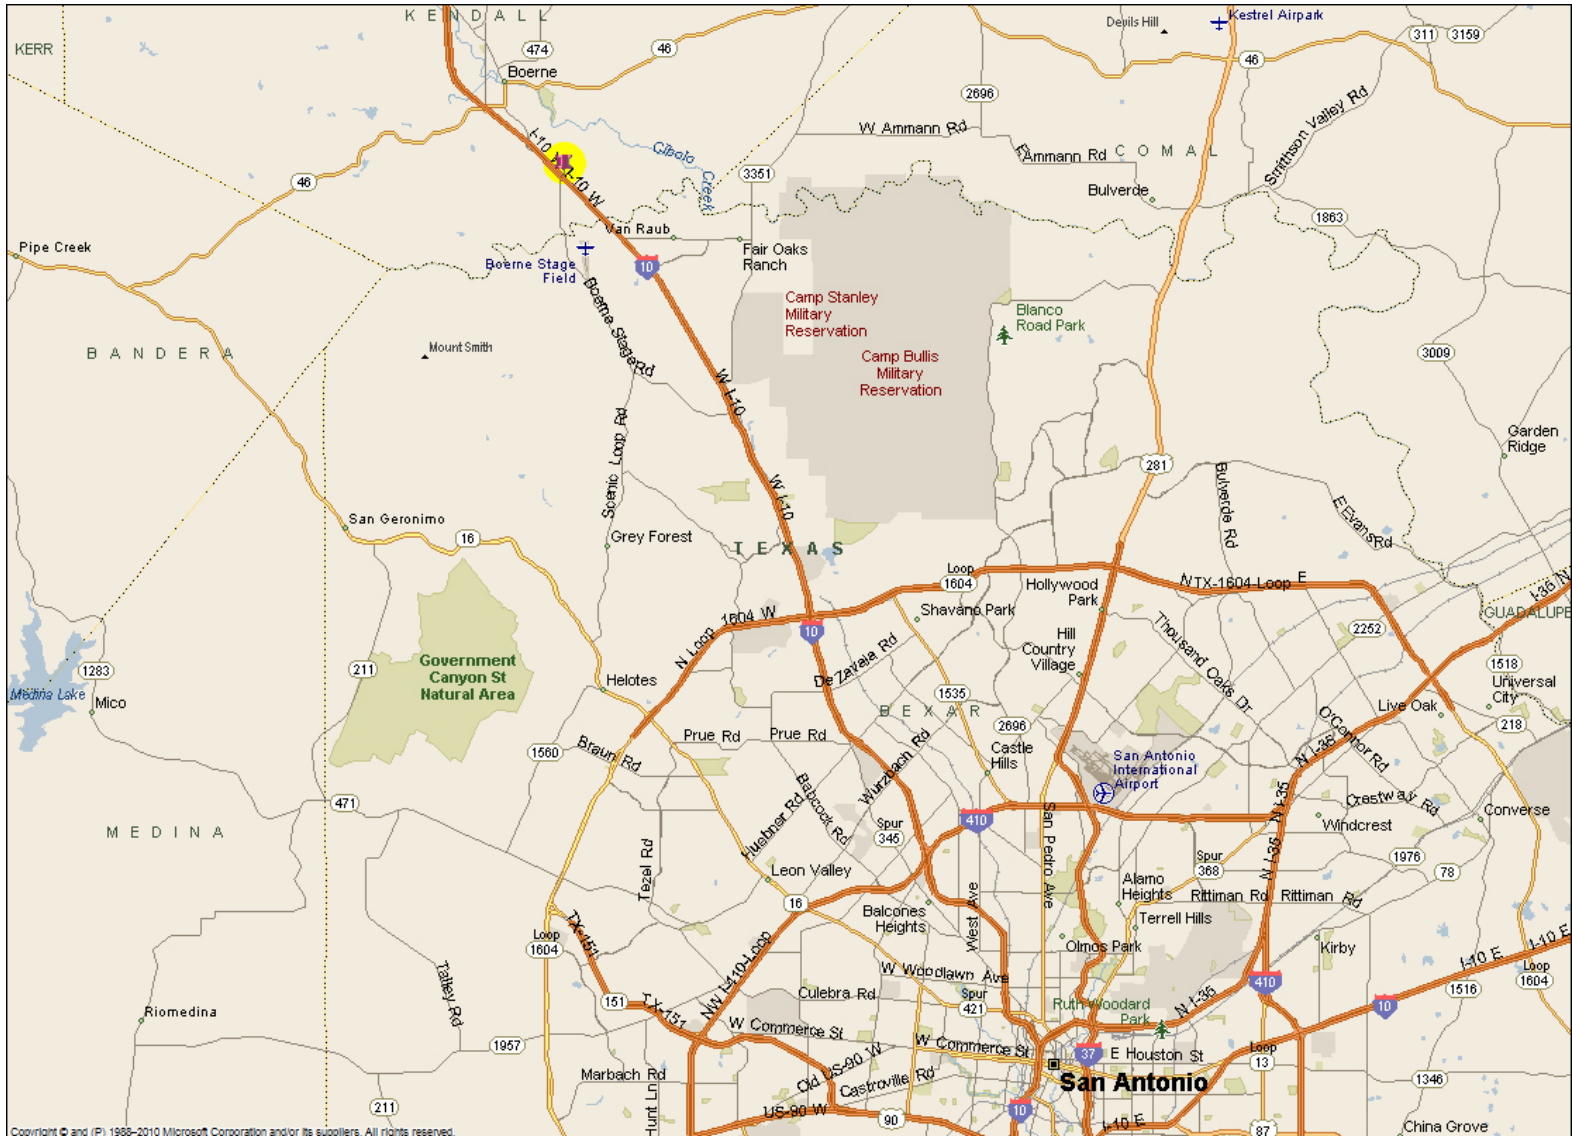 KENDALL
Devils Hill
Kestrel Airpark
KERR
474
46
311
3159
46
Boerne
2696
W Ammann Rd
Smithson Valley Rd
I-10 W
I-10 W
Cibolo
Creek
E Ammann Rd
COMAL
46
3351
Bulverde
1863
Pipe Creek
Van Raub
Fair Oaks
Ranch
Boerne Stage
Field
10
Boerne Stage Rd
Camp Stanley
Military
Reservation
Blanco
Road Park
BANDERA
Mount Smith
Camp Bullis
Military
Reservation
3009
W I-10
Scenic Loop Rd
Garden
Ridge
281
W I-10
Bulverde Rd
E Evans Rd
San Geronimo
16
Grey Forest
TEXAS
Loop
1604
Hollywood
Park
N TX-1604-Loop E
I-35 N
GUADALUPE
N Loop 1604 W
10
Shavano Park
Hill
Country
Village
Thousand Oaks Dr
2252
1283
211
Government
Canyon St
Natural Area
De Zavala Rd
1518
Universal
City
Helotes
1535
Medina Lake
Mico
BEXAR
2696
Live Oak
218
O'Connor Rd
1560
Braun Rd
Prue Rd
Prue Rd
Wurzbach Rd
Castle
Hills
San Antonio
International
Airport
N I-35
471
Babcock Rd
Huebner Rd
Spur
345
410
San Pedro Ave
N I-35
Crestway Rd
Converse
Windcrest
MEDINA
Tezel Rd
Leon Valley
N I-35
1976
Spur
368
78
16
West Ave
Alamo
Heights
Rittiman Rd
Rittiman Rd
Balcones
Heights
Terrell Hills
TX-151
Loop
1604
Olmos Park
Kirby
I-10 E
I-10 E
Talley Rd
NW I-410-Loop
W Woodlawn Ave
410
Loop
1604
1516
Culebra Rd
Spur
421
Ruth Woodard
Park
N I-35
10
151
TX-151
Riomedina
W Commerce St
W Commerce St
1957
37
E Houston St
Loop
13
Old US-90 W
San Antonio
Marbach Rd
Castroville Rd
1346
211
Hunt Ln
US-90 W
90
10
I-10 E
87
China Grove
Copyright © and (P) 1988–2010 Microsoft Corporation and/or its suppliers. All rights reserved.